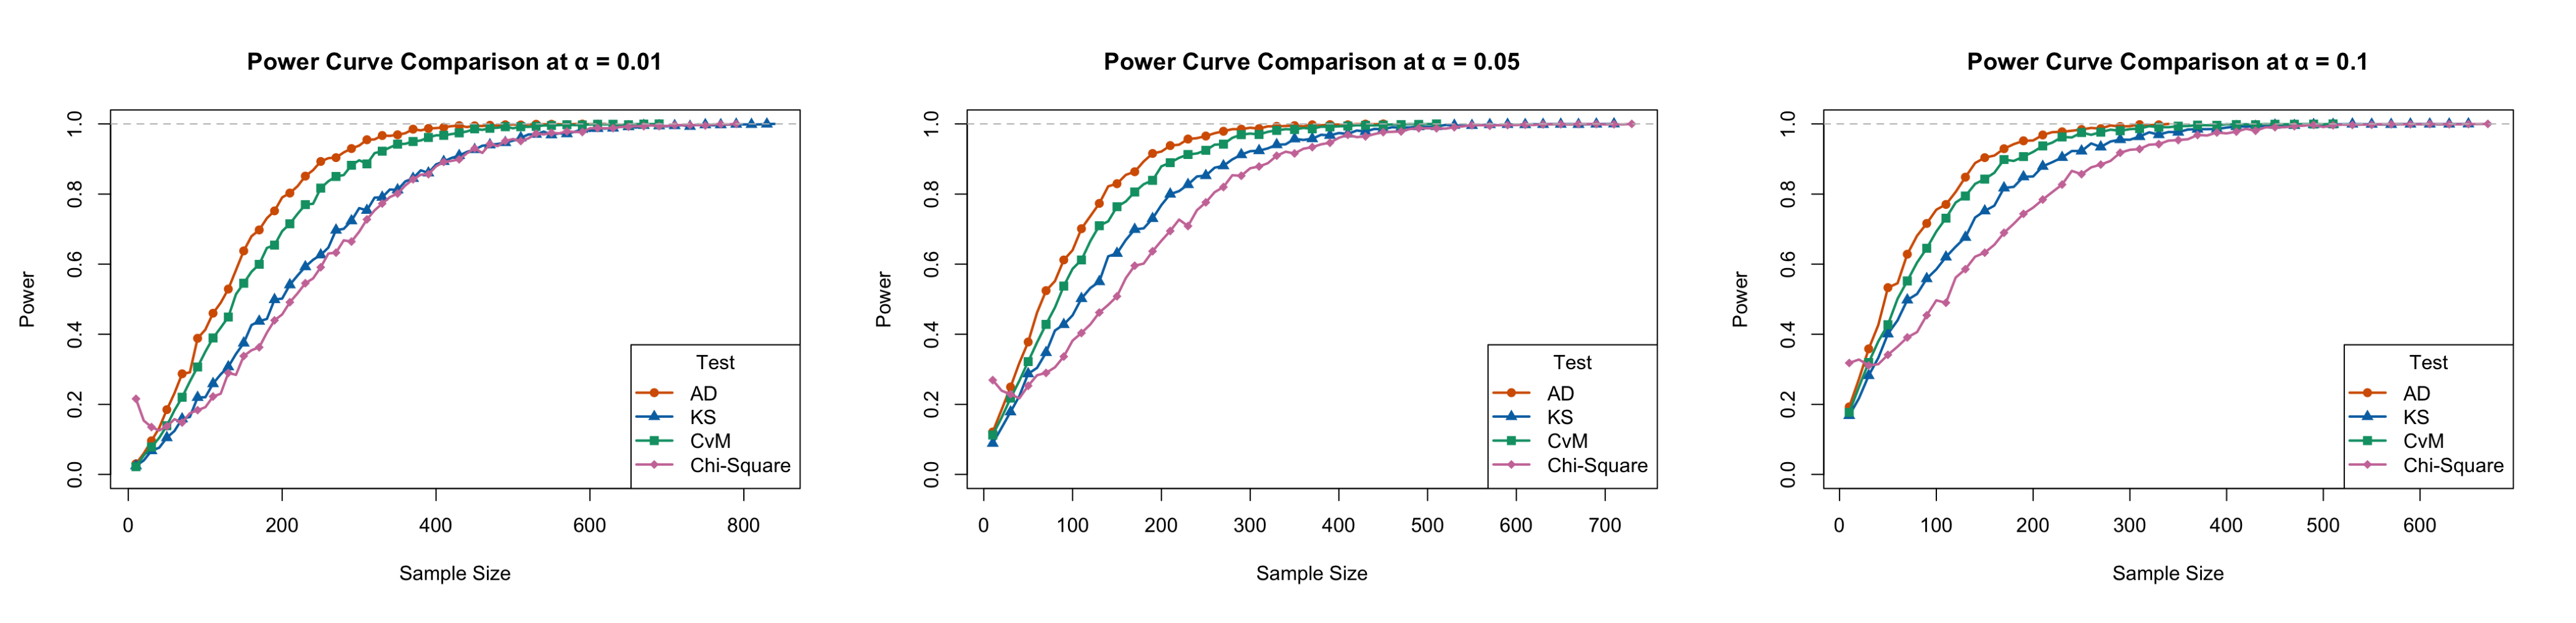 Power Curve Comparison at α = 0.01
1.0
0.8
0.6
0.4
0.2
0.0
Power
0 200 400 600 800
Sample Size
Test
AD
KS
CvM
Chi-Square
Power Curve Comparison at α = 0.05
1.0
0.8
0.6
0.4
0.2
0.0
Power
0 100 200 300 400 500 600 700
Sample Size
Test
AD
KS
CvM
Chi-Square
Power Curve Comparison at α = 0.1
1.0
0.8
0.6
0.4
0.2
0.0
Power
0 100 200 300 400 500 600
Sample Size
Test
AD
KS
CvM
Chi-Square